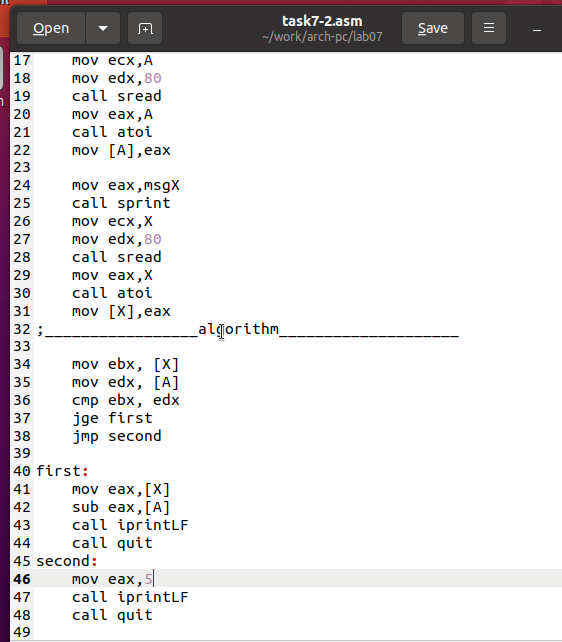 Open
task7-2.asm
~/work/arch-pc/lab07
Save
17 mov ecx,A
18 mov edx,80
19 call sread
20 mov eax,A
21 call atoi
22 mov [A],eax
23
24 mov eax,msgX
25 call sprint
26 mov ecx,X
27 mov edx,80
28 call sread
29 mov eax,X
30 call atoi
31 mov [X],eax
32 ;_________________algorithm____________________
33
34 mov ebx, [X]
35 mov edx, [A]
36 cmp ebx, edx
37 jge first
38 jmp second
39
40 first:
41 mov eax,[X]
42 sub eax,[A]
43 call iprintLF
44 call quit
45 second:
46 mov eax,5
47 call iprintLF
48 call quit
49